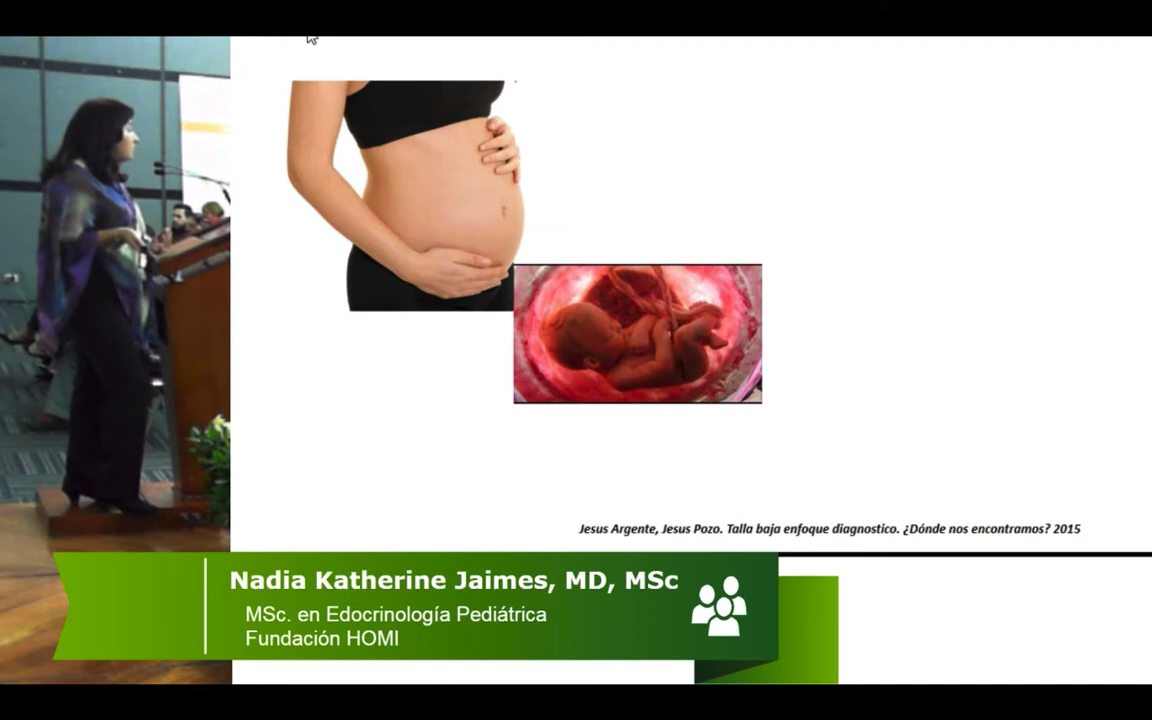 Jesus Argente, Jesus Pozo. Talla baja enfoque diagnostico. ¿Dónde nos encontramos? 2015
Nadia Katherine Jaimes, MD, MSc
MSc. en Edocrinología Pediátrica
Fundación HOMI